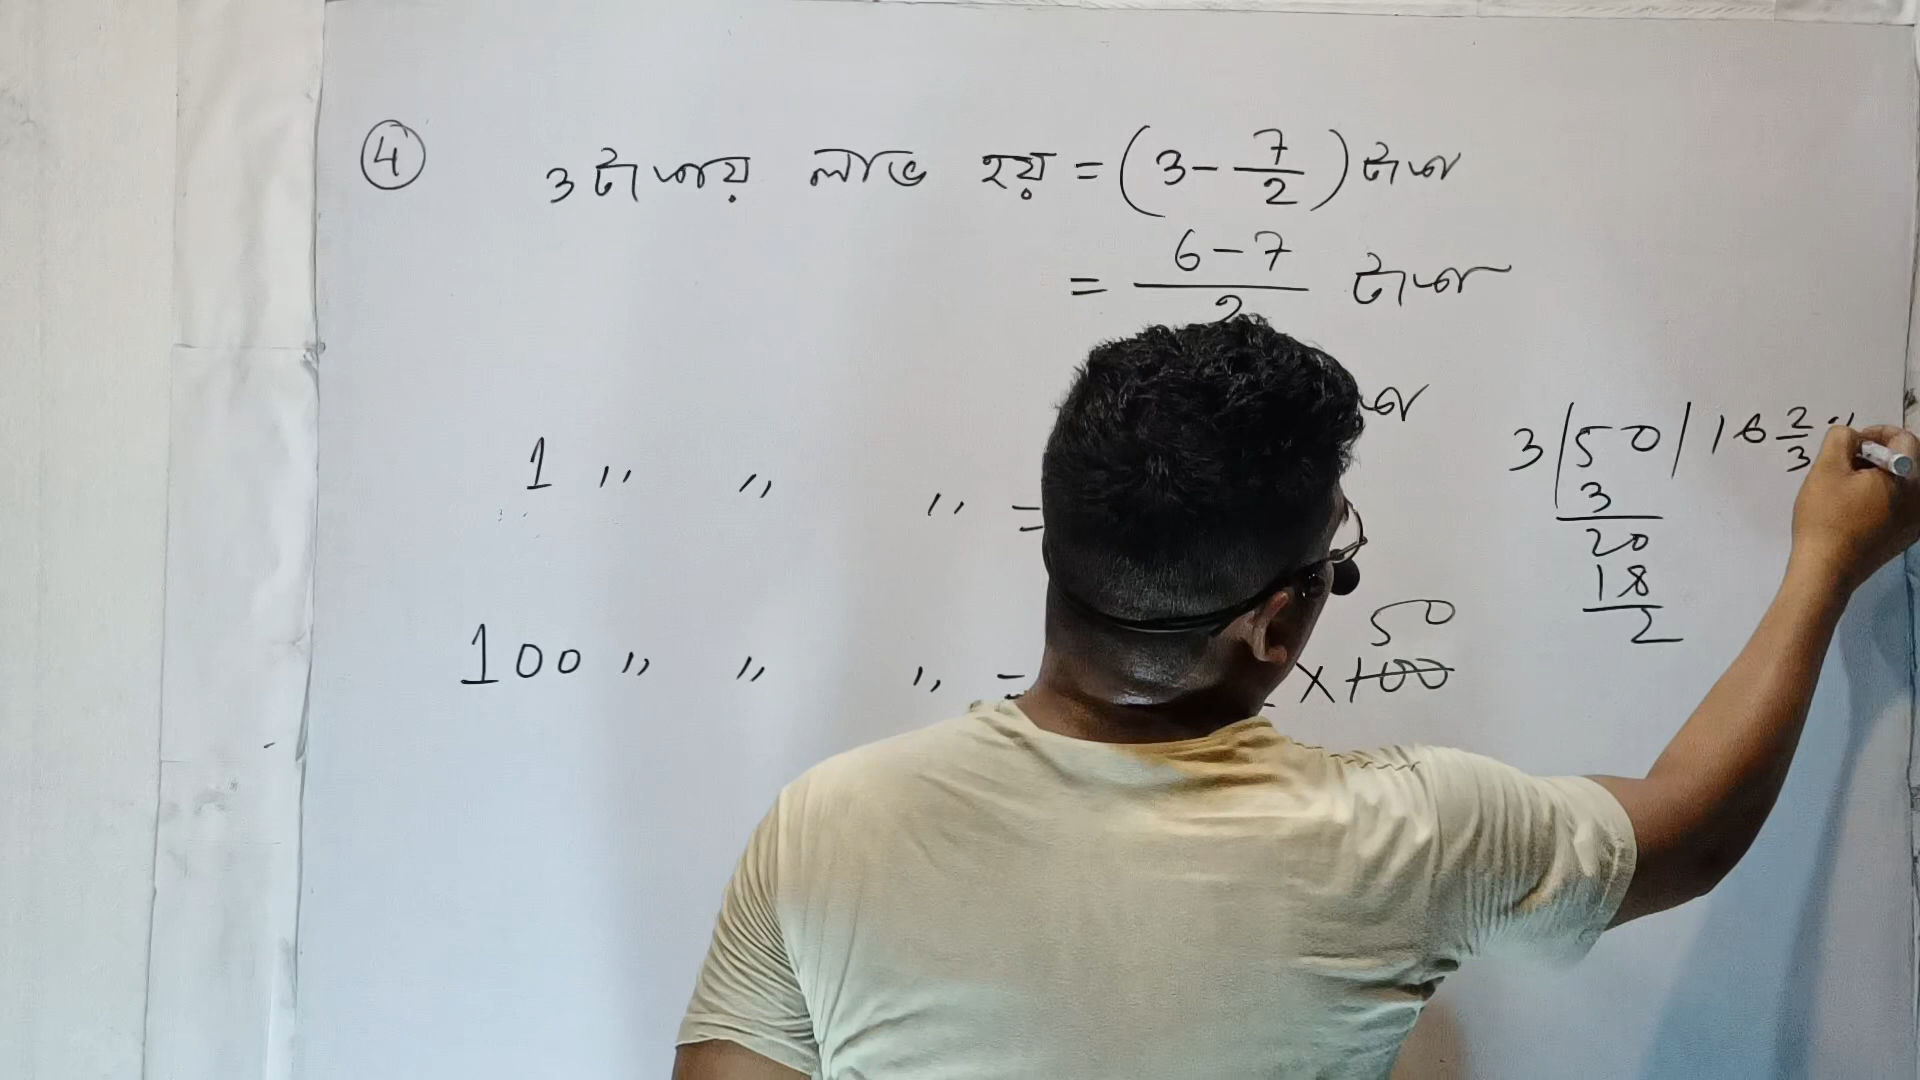 ④ 3 টাকায় লাভ হয় = (3 - 7/2) টাকা
= 6 - 7 / 2 টাকা
1 ,, ,, ,, =
100 ,, ,, ,, = × 100 50
3 | 50 | 16 2/3
3
20
18
2